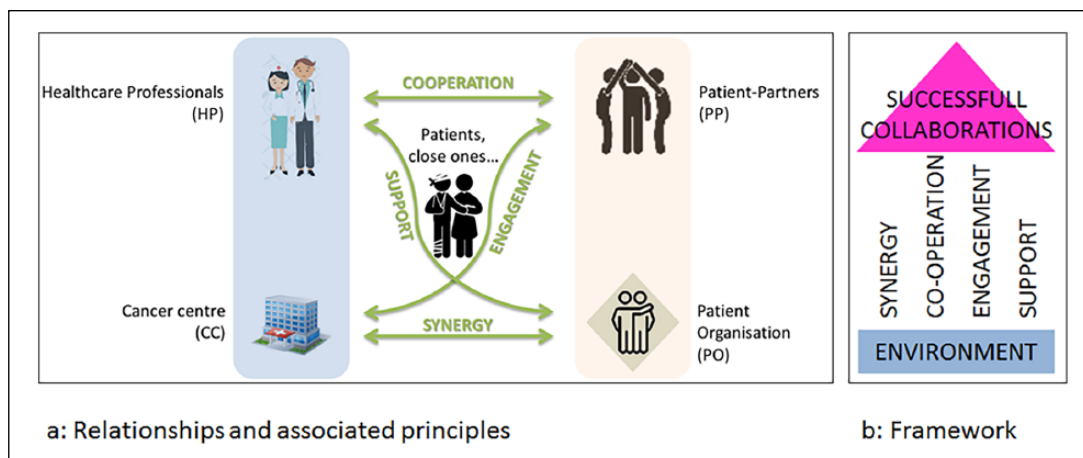 Healthcare Professionals
(HP)
COOPERATION
Patient-Partners
(PP)
Patients,
close ones...
SUPPORT
ENGAGEMENT
Cancer centre
(CC)
SYNERGY
Patient
Organisation
(PO)
a: Relationships and associated principles
SUCCESSFULL
COLLABORATIONS
SYNERGY
CO-OPERATION
ENGAGEMENT
SUPPORT
ENVIRONMENT
b: Framework